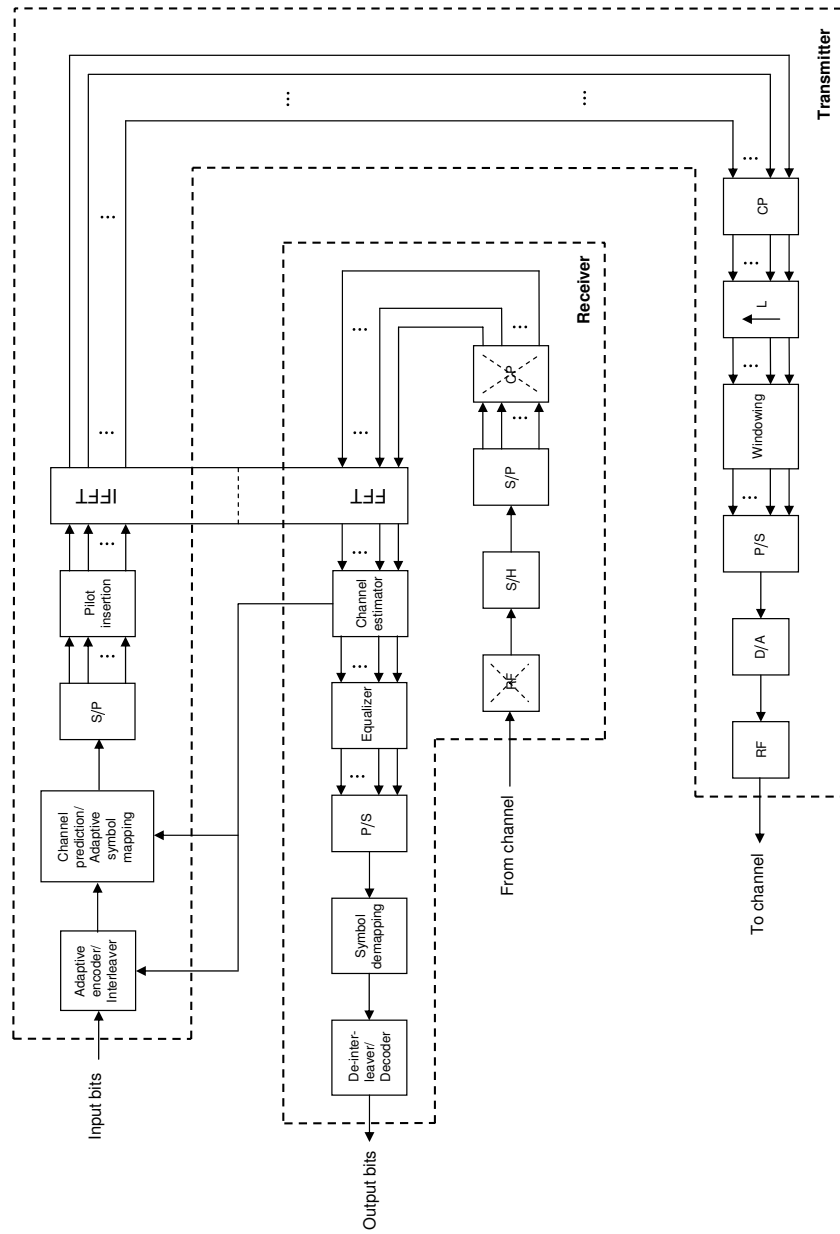 Input bits
Adaptive
encoder/
Interleaver
Channel
prediction/
Adaptive
symbol
mapping
S/P
...
Pilot
insertion
...
IFFT
...
...
...
...
Transmitter
Output bits
De-inter-
leaver/
Decoder
Symbol
demapping
P/S
...
Equalizer
...
Channel
estimator
...
FFT
...
...
From channel
RF
S/H
S/P
...
CP
...
Receiver
To channel
RF
D/A
P/S
...
Windowing
...
L
...
CP
...